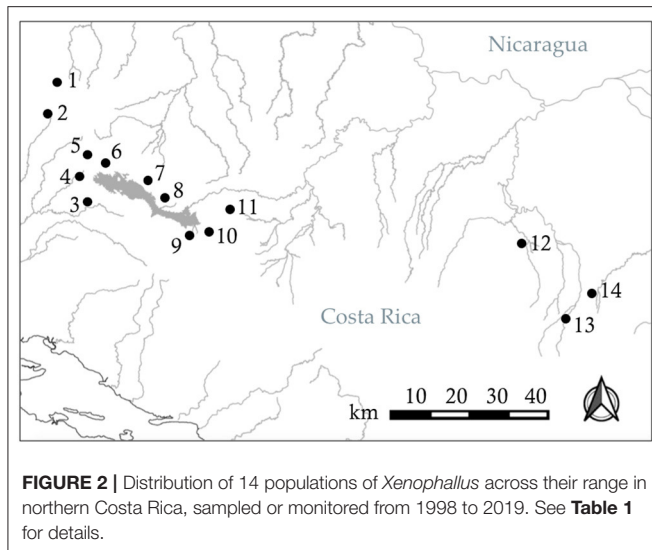 Nicaragua
1
2
5
6
4
7
8
3
11
9
10
12
14
13
Costa Rica
10 20 30 40
km
FIGURE 2 | Distribution of 14 populations of Xenophallus across their range in
northern Costa Rica, sampled or monitored from 1998 to 2019. See Table 1
for details.